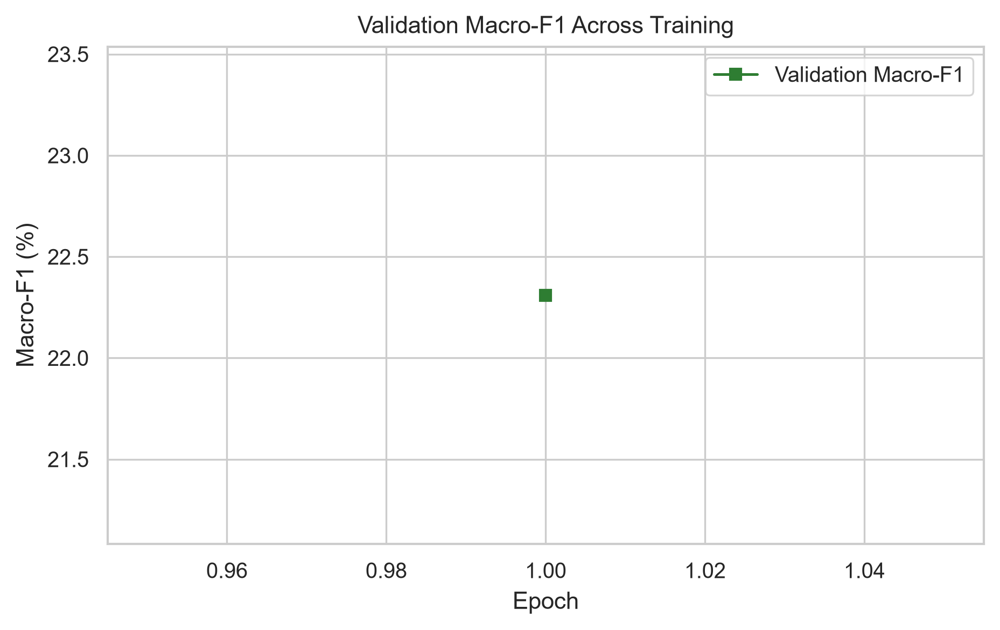 Validation Macro-F1 Across Training
23.5
23.0
22.5
22.0
21.5
Macro-F1 (%)
Validation Macro-F1
0.96 0.98 1.00 1.02 1.04
Epoch